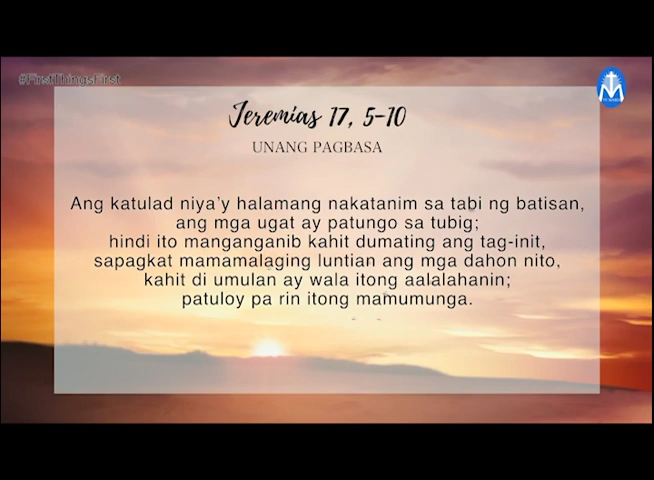 #FirstThingsFirst
Jeremias 17, 5-10
UNANG PAGBASA
Ang katulad niya'y halamang nakatanim sa tabi ng batisan,
ang mga ugat ay patungo sa tubig;
hindi ito manganganib kahit dumating ang tag-init,
sapagkat mamamalaging luntian ang mga dahon nito,
kahit di umulan ay wala itong aalalahanin;
patuloy pa rin itong mamumunga.